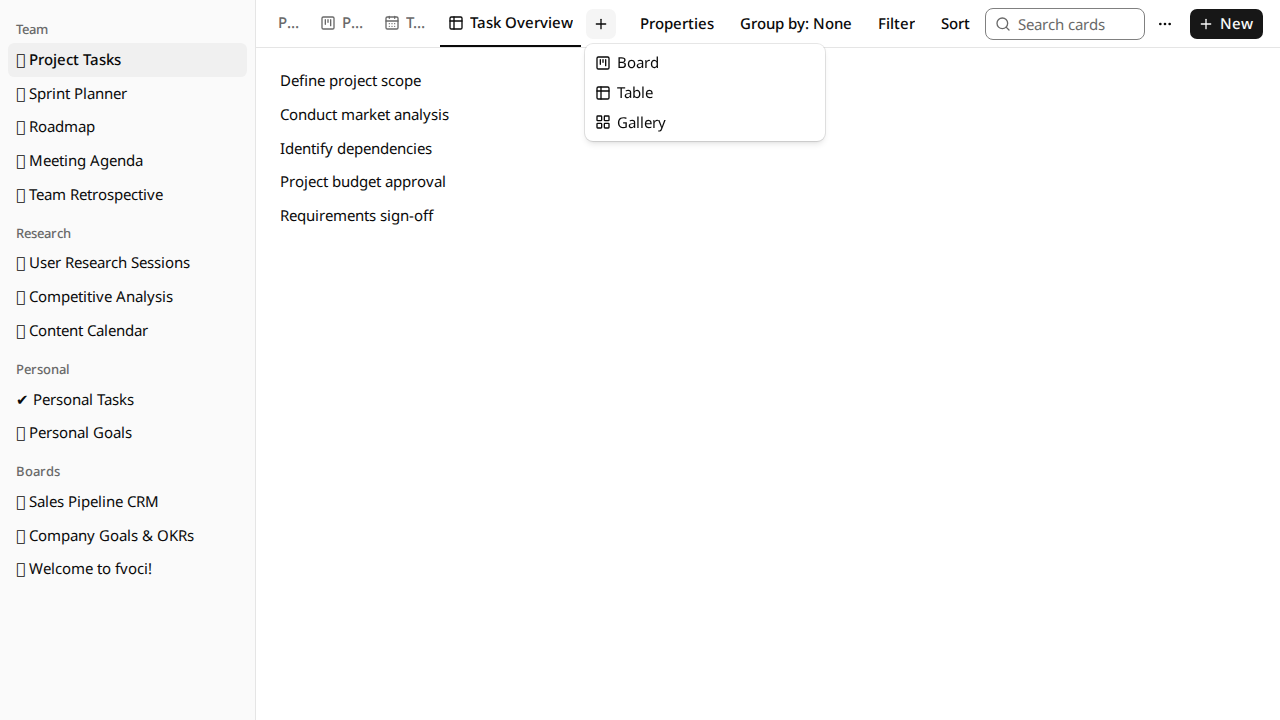 Team
Project Tasks
Sprint Planner
Roadmap
Meeting Agenda
Team Retrospective
Research
User Research Sessions
Competitive Analysis
Content Calendar
Personal
✔ Personal Tasks
Personal Goals
Boards
Sales Pipeline CRM
Company Goals & OKRs
Welcome to fvoci!
P... P... T... Task Overview Properties Group by: None Filter Sort Search cards ... + New
Board
Table
Gallery
Define project scope
Conduct market analysis
Identify dependencies
Project budget approval
Requirements sign-off